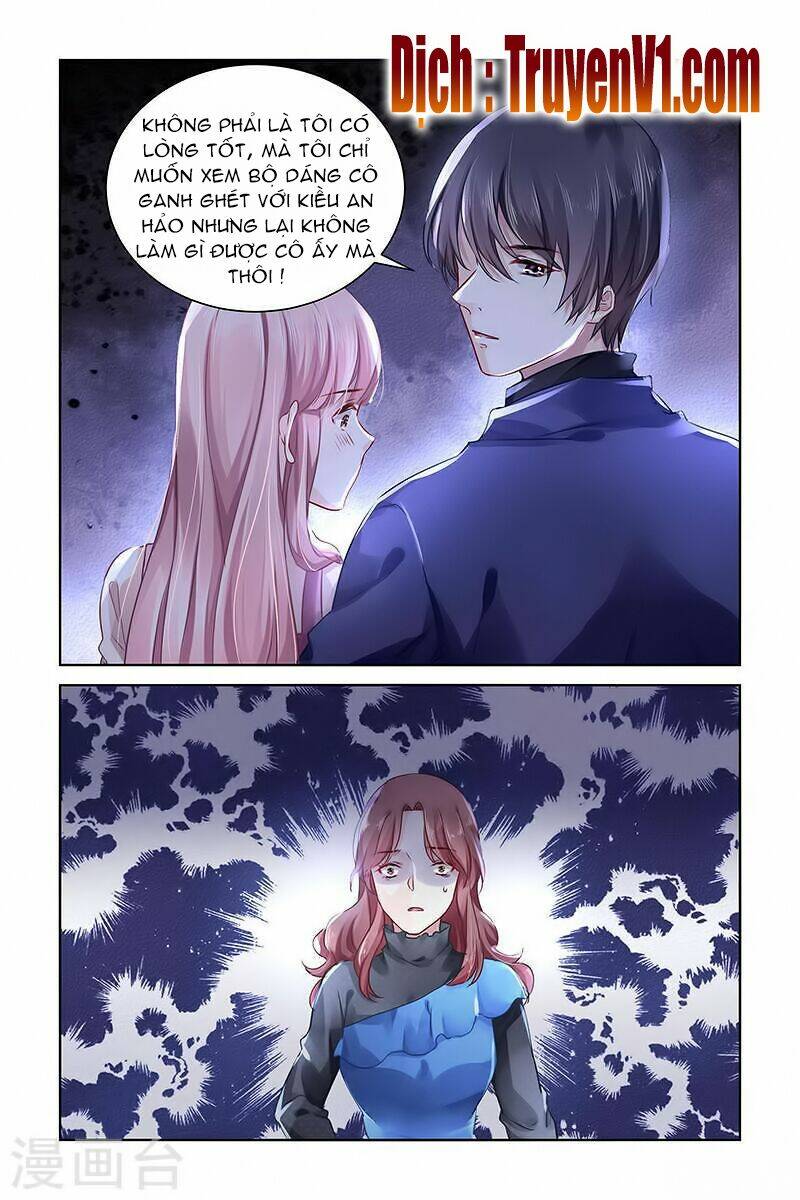 Dịch : TruyenV1.com
KHÔNG PHẢI LÀ TÔI CÓ
LÒNG TỐT, MÀ TÔI CHỈ
MUỐN XEM BỘ DÁNG CÔ
GANH GHÉT VỚI KIỀU AN
HẢO NHƯNG LẠI KHÔNG
LÀM GÌ ĐƯỢC CÔ ẤY MÀ
THÔI !
漫画台